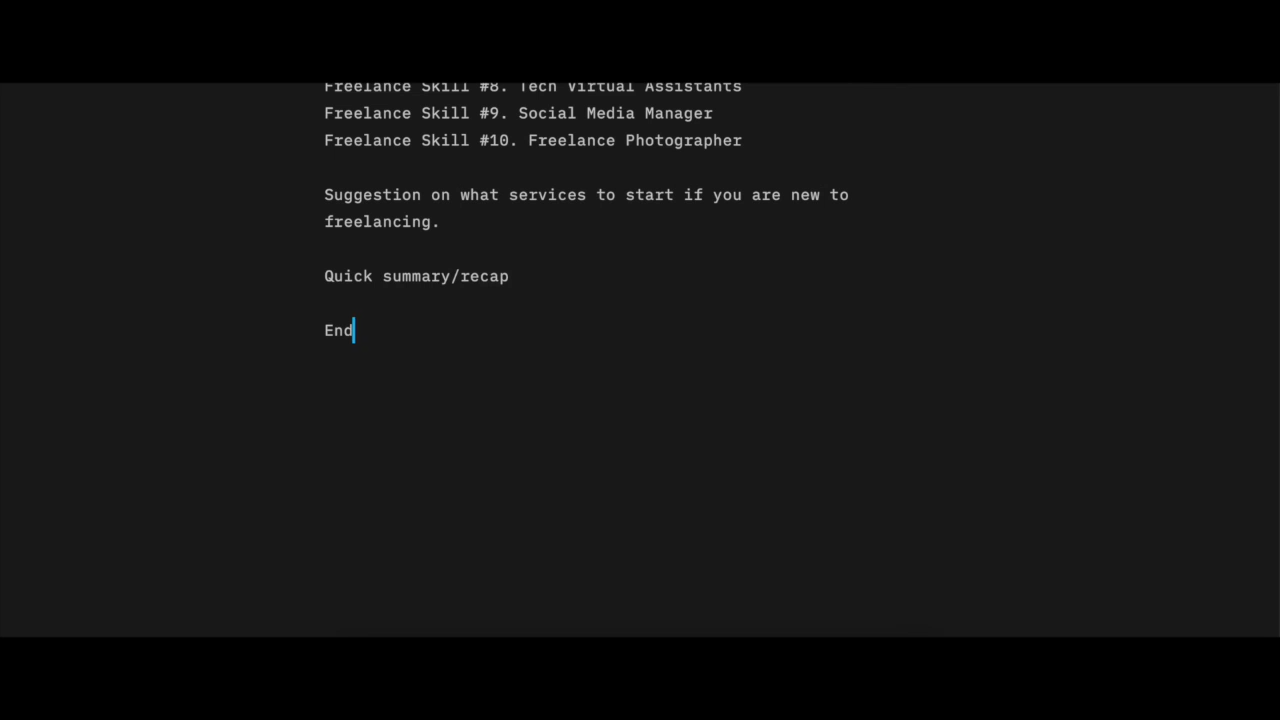 Freelance Skill #8. Tech Virtual Assistants
Freelance Skill #9. Social Media Manager
Freelance Skill #10. Freelance Photographer
Suggestion on what services to start if you are new to
freelancing.
Quick summary/recap
End